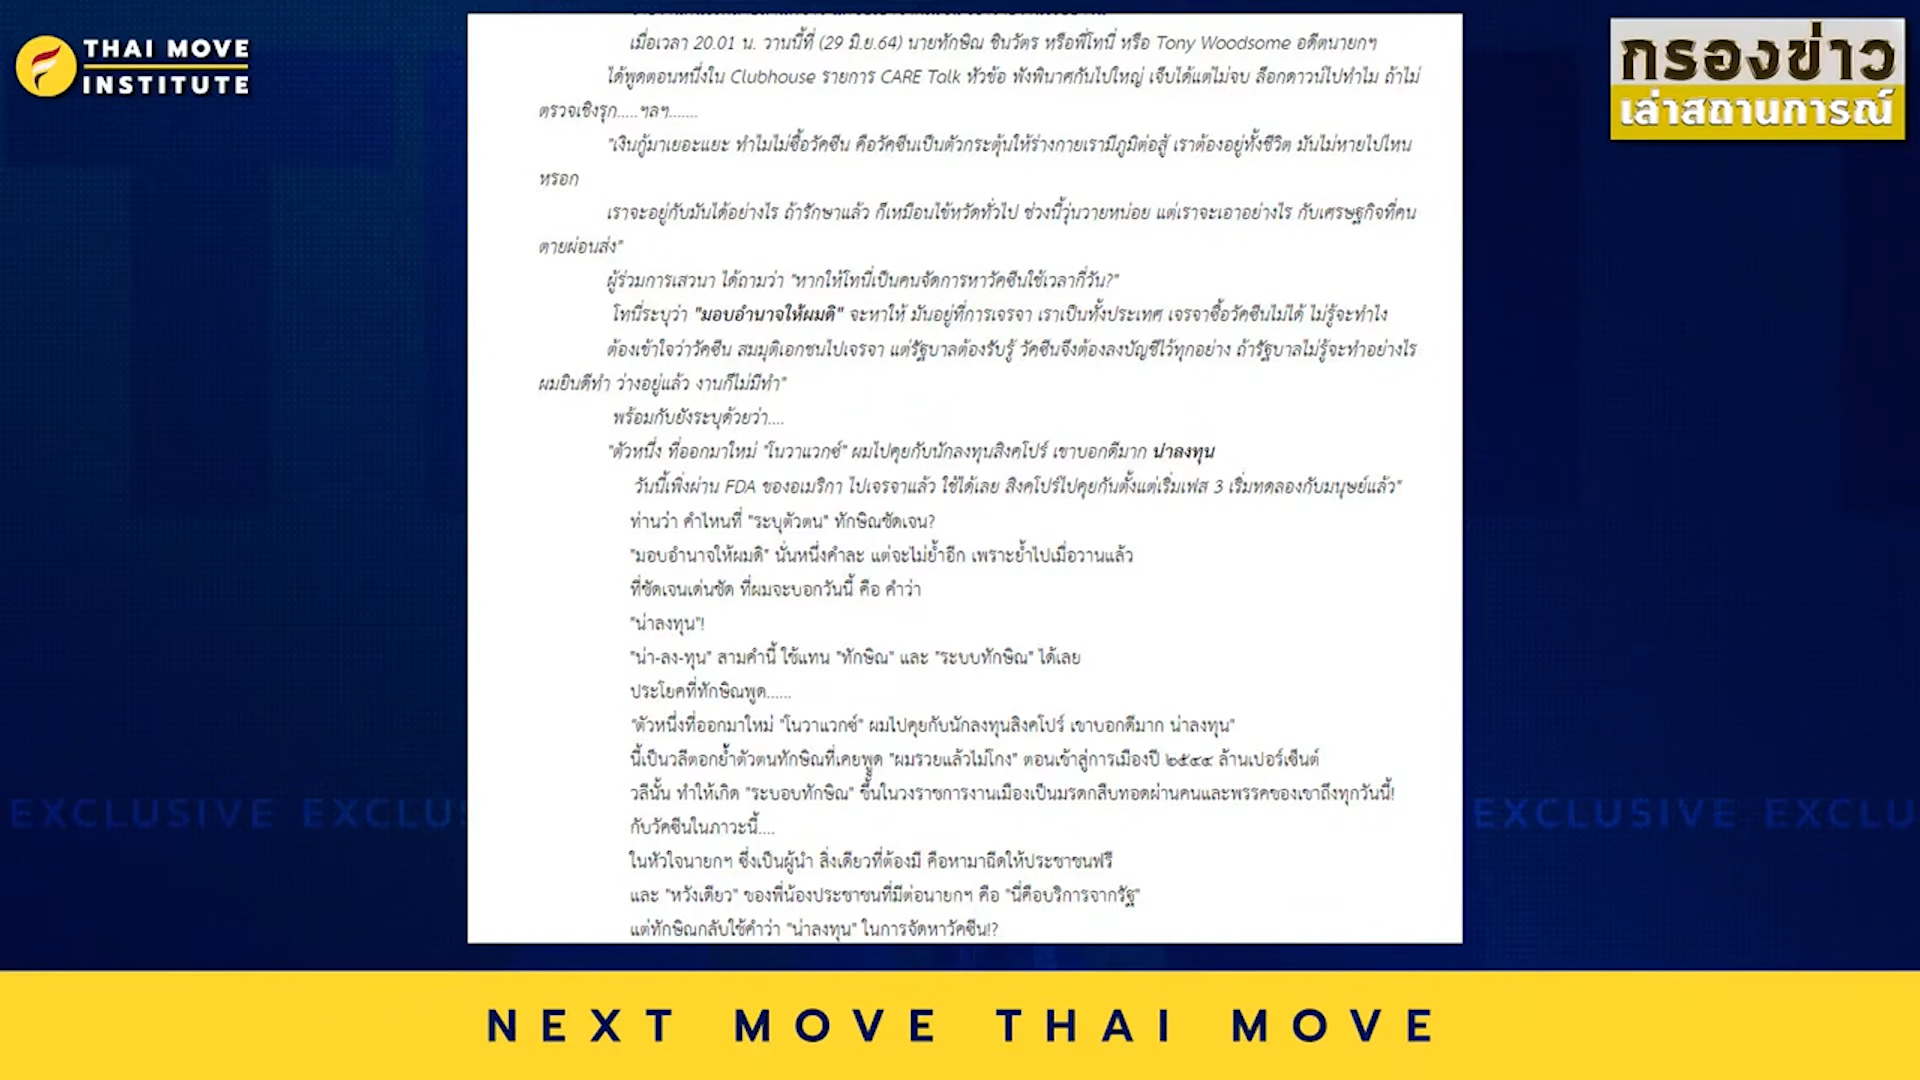 THAI MOVE
INSTITUTE
กรองข่าว
เล่าสถานการณ์
เมื่อเวลา 20.01 น. วานนี้ที่ (29 มิ.ย.64) นายทักษิณ ชินวัตร หรือพี่โทนี่ หรือ Tony Woodsome อดีตนายกฯ
ได้พูดตอนหนึ่งใน Clubhouse รายการ CARE Talk หัวข้อ พังพินาศกันไปใหญ่ เจ็บได้แต่ไม่จบ ล็อกดาวน์ไปทำไม ถ้าไม่
ตรวจเชิงรุก.....ฯลฯ.......
"เงินกู้มาเยอะแยะ ทำไมไม่ซื้อวัคซีน คือวัคซีนเป็นตัวกระตุ้นให้ร่างกายเรามีภูมิต่อสู้ เราต้องอยู่ทั้งชีวิต มันไม่หายไปไหน
หรอก
เราจะอยู่กับมันได้อย่างไร ถ้ารักษาแล้ว ก็เหมือนไข้หวัดทั่วไป ช่วงนี้วุ่นวายหน่อย แต่เราจะเอาอย่างไร กับเศรษฐกิจที่คน
ตายผ่อนส่ง"
ผู้ร่วมการเสวนา ได้ถามว่า "หากให้โทนี่เป็นคนจัดการหาวัคซีนใช้เวลากี่วัน?"
โทนี่ระบุว่า "มอบอำนาจให้ผมดิ" จะหาให้ มันอยู่ที่การเจรจา เราเป็นทั้งประเทศ เจรจาซื้อวัคซีนไม่ได้ ไม่รู้จะทำไง
ต้องเข้าใจว่าวัคซีน สมมุติเอกชนไปเจรจา แต่รัฐบาลต้องรับรู้ วัคซีนจึงต้องลงบัญชีไว้ทุกอย่าง ถ้ารัฐบาลไม่รู้จะทำอย่างไร
ผมยินดีทำ ว่างอยู่แล้ว งานก็ไม่มีทำ"
พร้อมกับยังระบุด้วยว่า....
"ตัวหนึ่ง ที่ออกมาใหม่ "โนวาแวกซ์" ผมไปคุยกับนักลงทุนสิงคโปร์ เขาบอกดีมาก น่าลงทุน
วันนี้เพิ่งผ่าน FDA ของอเมริกา ไปเจรจาแล้ว ใช้ได้เลย สิงคโปร์ไปคุยกันตั้งแต่เริ่มเฟส 3 เริ่มทดลองกับมนุษย์แล้ว"
ท่านว่า คำไหนที่ "ระบุตัวตน" ทักษิณชัดเจน?
"มอบอำนาจให้ผมดิ" นั่นหนึ่งคำละ แต่จะไม่ย้ำอีก เพราะย้ำไปเมื่อวานแล้ว
ที่ชัดเจนเด่นชัด ที่ผมจะบอกวันนี้ คือ คำว่า
"น่าลงทุน"!
"น่า-ลง-ทุน" สามคำนี้ ใช้แทน "ทักษิณ" และ "ระบบทักษิณ" ได้เลย
ประโยคที่ทักษิณพูด......
"ตัวหนึ่งที่ออกมาใหม่ "โนวาแวกซ์" ผมไปคุยกับนักลงทุนสิงคโปร์ เขาบอกดีมาก น่าลงทุน"
นี้เป็นวลีตอกย้ำตัวตนทักษิณที่เคยพูด "ผมรวยแล้วไม่โกง" ตอนเข้าสู่การเมืองปี ๒๕๔๔ ล้านเปอร์เซ็นต์
วลีนั้น ทำให้เกิด "ระบอบทักษิณ" ขึ้นในวงราชการงานเมืองเป็นมรดกสืบทอดผ่านคนและพรรคของเขาถึงทุกวันนี้!
กับวัคซีนในภาวะนี้....
ในหัวใจนายกฯ ซึ่งเป็นผู้นำ สิ่งเดียวที่ต้องมี คือหามาฉีดให้ประชาชนฟรี
และ "หวังเดียว" ของพี่น้องประชาชนที่มีต่อนายกฯ คือ "นี่คือบริการจากรัฐ"
แต่ทักษิณกลับใช้คำว่า "น่าลงทุน" ในการจัดหาวัคซีน!?
EXCLUSIVE EXCLU
EXCLUSIVE EXCLU
NEXT MOVE THAI MOVE